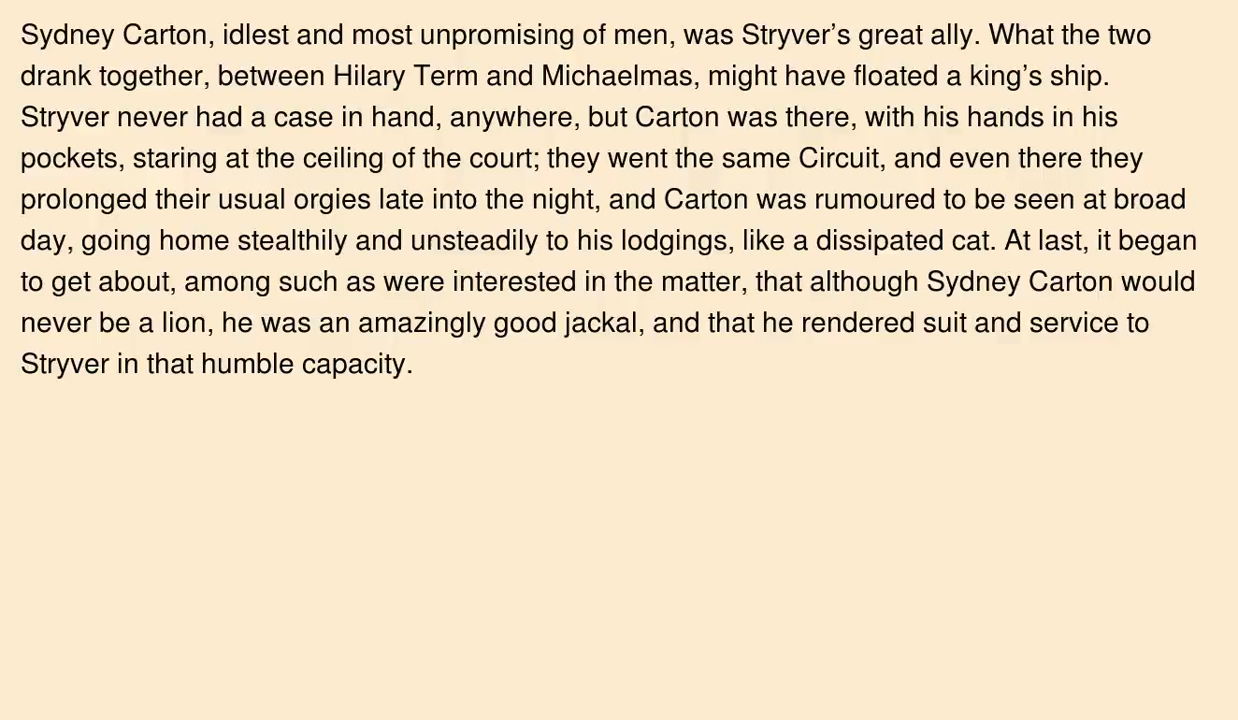 Sydney Carton, idlest and most unpromising of men, was Stryver’s great ally. What the two
drank together, between Hilary Term and Michaelmas, might have floated a king’s ship.
Stryver never had a case in hand, anywhere, but Carton was there, with his hands in his
pockets, staring at the ceiling of the court; they went the same Circuit, and even there they
prolonged their usual orgies late into the night, and Carton was rumoured to be seen at broad
day, going home stealthily and unsteadily to his lodgings, like a dissipated cat. At last, it began
to get about, among such as were interested in the matter, that although Sydney Carton would
never be a lion, he was an amazingly good jackal, and that he rendered suit and service to
Stryver in that humble capacity.